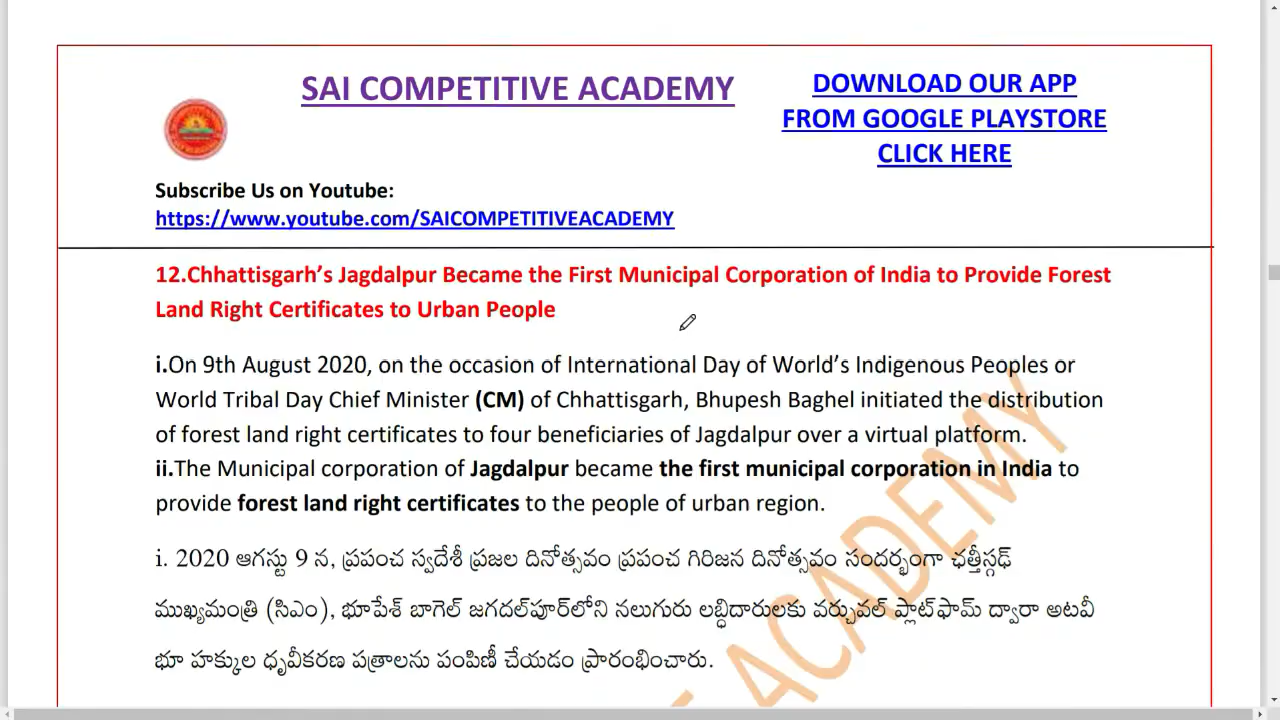 SAI COMPETITIVE ACADEMY
DOWNLOAD OUR APP
FROM GOOGLE PLAYSTORE
CLICK HERE
Subscribe Us on Youtube:
https://www.youtube.com/SAICOMPETITIVEACADEMY
12.Chhattisgarh’s Jagdalpur Became the First Municipal Corporation of India to Provide Forest
Land Right Certificates to Urban People
i.On 9th August 2020, on the occasion of International Day of World’s Indigenous Peoples or
World Tribal Day Chief Minister (CM) of Chhattisgarh, Bhupesh Baghel initiated the distribution
of forest land right certificates to four beneficiaries of Jagdalpur over a virtual platform.
ii.The Municipal corporation of Jagdalpur became the first municipal corporation in India to
provide forest land right certificates to the people of urban region.
i. 2020 ఆగస్టు 9 న, ప్రపంచ స్వదేశీ ప్రజల దినోత్సవం ప్రపంచ గిరిజన దినోత్సవం సందర్భంగా ఛత్తీస్గఢ్
ముఖ్యమంత్రి (సిఎం), భూపేశ్ బాగెల్ జగదల్‌పూర్‌లోని నలుగురు లబ్ధిదారులకు వర్చువల్ ప్లాట్‌ఫామ్ ద్వారా అటవీ
భూ హక్కుల ధృవీకరణ పత్రాలను పంపిణీ చేయడం ప్రారంభించారు.
E ACADEMY